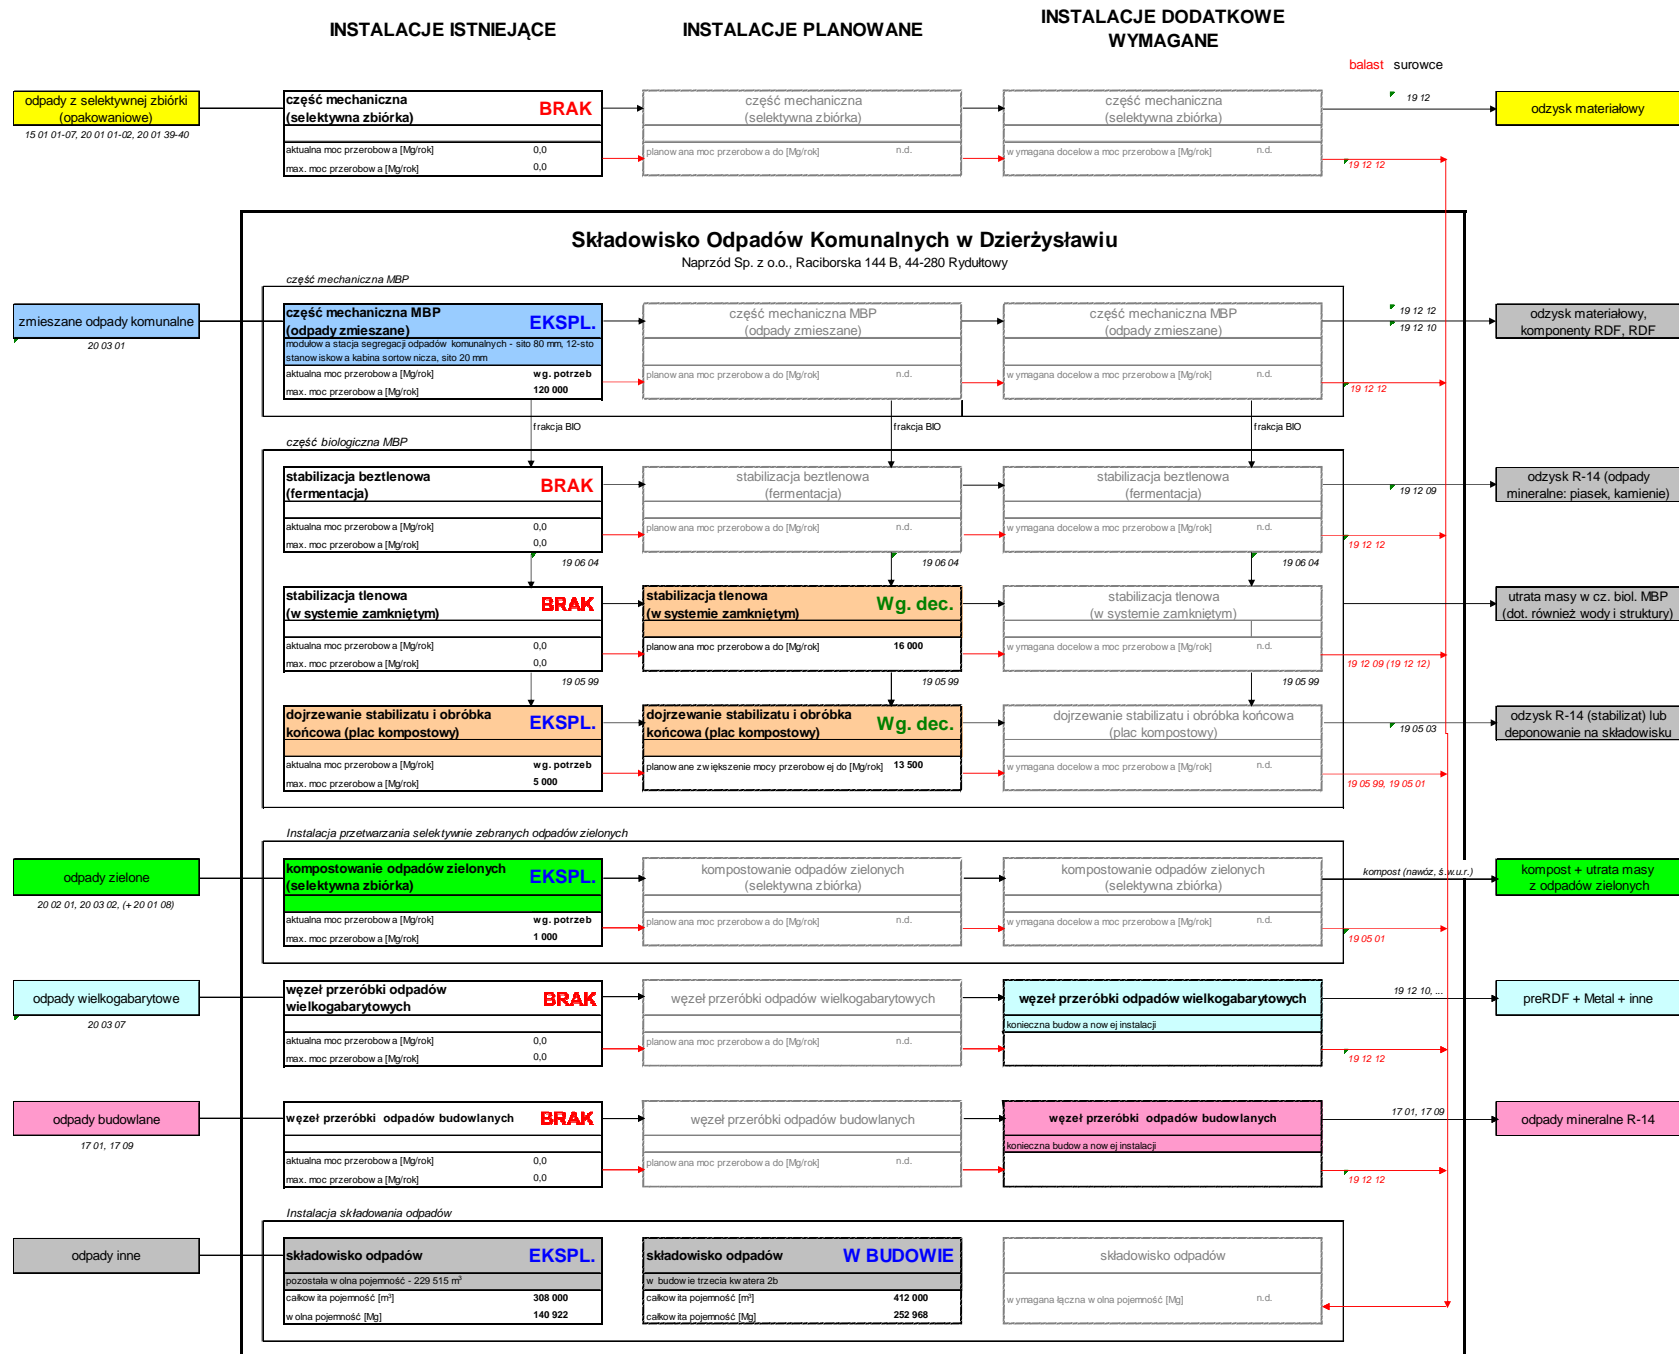 INSTALACJE ISTNIEJĄCE
INSTALACJE PLANOWANE
INSTALACJE DODATKOWE
WYMAGANE
balast surowce
odpady z selektywnej zbiórki
(opakowaniowe)
15 01 01-07, 20 01 01-02, 20 01 39-40
część mechaniczna
(selektywna zbiórka)
BRAK
aktualna moc przerobowa [Mg/rok] 0,0
max. moc przerobowa [Mg/rok] 0,0
część mechaniczna
(selektywna zbiórka)
planowana moc przerobowa do [Mg/rok] n.d.
część mechaniczna
(selektywna zbiórka)
wymagana docelowa moc przerobowa [Mg/rok] n.d.
19 12
19 12 12
odzysk materiałowy
Składowisko Odpadów Komunalnych w Dzierżysławiu
Naprzód Sp. z o.o., Raciborska 144 B, 44-280 Rydułtowy
część mechaniczna MBP
zmieszane odpady komunalne
20 03 01
część mechaniczna MBP
(odpady zmieszane)
EKSPL.
modułowa stacja segregacji odpadów komunalnych - sito 80 mm, 12-sto
stanowiskowa kabina sortownicza, sito 20 mm
aktualna moc przerobowa [Mg/rok] wg. potrzeb
max. moc przerobowa [Mg/rok] 120 000
część mechaniczna MBP
(odpady zmieszane)
planowana moc przerobowa do [Mg/rok] n.d.
część mechaniczna MBP
(odpady zmieszane)
wymagana docelowa moc przerobowa [Mg/rok] n.d.
19 12 12
19 12 10
19 12 12
odzysk materiałowy,
komponenty RDF, RDF
frakcja BIO
frakcja BIO
frakcja BIO
część biologiczna MBP
stabilizacja beztlenowa
(fermentacja)
BRAK
aktualna moc przerobowa [Mg/rok] 0,0
max. moc przerobowa [Mg/rok] 0,0
stabilizacja beztlenowa
(fermentacja)
planowana moc przerobowa do [Mg/rok] n.d.
stabilizacja beztlenowa
(fermentacja)
wymagana docelowa moc przerobowa [Mg/rok] n.d.
19 12 09
19 12 12
odzysk R-14 (odpady
mineralne: piasek, kamienie)
19 06 04
19 06 04
19 06 04
stabilizacja tlenowa
(w systemie zamkniętym)
BRAK
aktualna moc przerobowa [Mg/rok] 0,0
max. moc przerobowa [Mg/rok] 0,0
stabilizacja tlenowa
(w systemie zamkniętym)
Wg. dec.
planowana moc przerobowa do [Mg/rok] 16 000
stabilizacja tlenowa
(w systemie zamkniętym)
wymagana docelowa moc przerobowa [Mg/rok] n.d.
19 12 09 (19 12 12)
utrata masy w cz. biol. MBP
(dot. również wody i struktury)
19 05 99
19 05 99
19 05 99
dojrzewanie stabilizatu i obróbka
końcowa (plac kompostowy)
EKSPL.
aktualna moc przerobowa [Mg/rok] wg. potrzeb
max. moc przerobowa [Mg/rok] 5 000
dojrzewanie stabilizatu i obróbka
końcowa (plac kompostowy)
Wg. dec.
planowane zwiększenie mocy przerobowej do [Mg/rok] 13 500
dojrzewanie stabilizatu i obróbka końcowa
(plac kompostowy)
wymagana docelowa moc przerobowa [Mg/rok] n.d.
19 05 03
19 05 99, 19 05 01
odzysk R-14 (stabilizat) lub
deponowanie na składowisku
Instalacja przetwarzania selektywnie zebranych odpadów zielonych
odpady zielone
20 02 01, 20 03 02, (+ 20 01 08)
kompostowanie odpadów zielonych
(selektywna zbiórka)
EKSPL.
aktualna moc przerobowa [Mg/rok] wg. potrzeb
max. moc przerobowa [Mg/rok] 1 000
kompostowanie odpadów zielonych
(selektywna zbiórka)
planowana moc przerobowa do [Mg/rok] n.d.
kompostowanie odpadów zielonych
(selektywna zbiórka)
wymagana docelowa moc przerobowa [Mg/rok] n.d.
kompost (nawóz, ś.w.u.r.)
19 05 01
kompost + utrata masy
z odpadów zielonych
odpady wielkogabarytowe
20 03 07
węzeł przeróbki odpadów
wielkogabarytowych
BRAK
aktualna moc przerobowa [Mg/rok] 0,0
max. moc przerobowa [Mg/rok] 0,0
węzeł przeróbki odpadów wielkogabarytowych
planowana moc przerobowa do [Mg/rok] n.d.
węzeł przeróbki odpadów wielkogabarytowych
konieczna budowa nowej instalacji
19 12 10, ...
19 12 12
preRDF + Metal + inne
odpady budowlane
17 01, 17 09
węzeł przeróbki odpadów budowlanych
BRAK
aktualna moc przerobowa [Mg/rok] 0,0
max. moc przerobowa [Mg/rok] 0,0
węzeł przeróbki odpadów budowlanych
planowana moc przerobowa do [Mg/rok] n.d.
węzeł przeróbki odpadów budowlanych
konieczna budowa nowej instalacji
17 01, 17 09
19 12 12
odpady mineralne R-14
Instalacja składowania odpadów
odpady inne
składowisko odpadów
EKSPL.
pozostała wolna pojemność - 229 515 m³
całkowita pojemność [m³] 308 000
wolna pojemność [Mg] 140 922
składowisko odpadów
W BUDOWIE
w budowie trzecia kwatera 2b
całkowita pojemność [m³] 412 000
całkowita pojemność [Mg] 252 968
składowisko odpadów
wymagana łączna wolna pojemność [Mg] n.d.